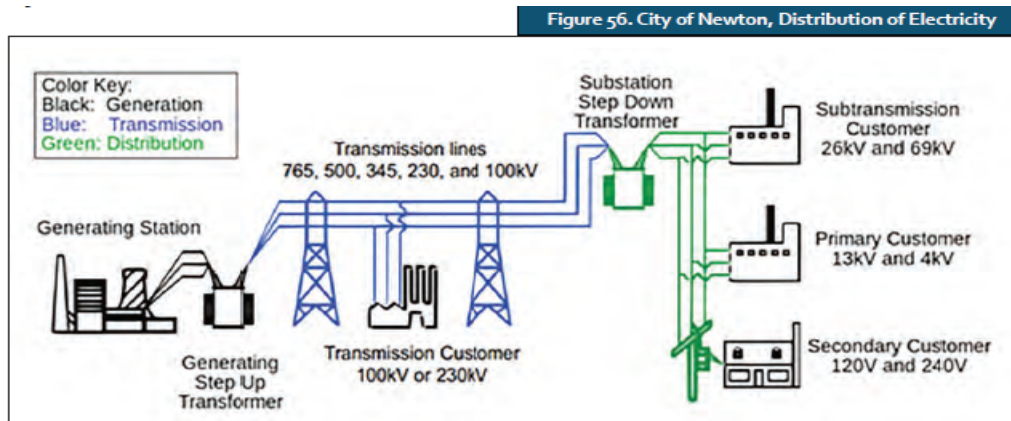 Figure 56. City of Newton, Distribution of Electricity
Color Key:
Black: Generation
Blue: Transmission
Green: Distribution
Substation
Step Down
Transformer
Subtransmission
Customer
26kV and 69kV
Transmission lines
765, 500, 345, 230, and 100kV
Generating Station
Primary Customer
13kV and 4kV
Generating
Step Up
Transformer
Transmission Customer
100kV or 230kV
Secondary Customer
120V and 240V